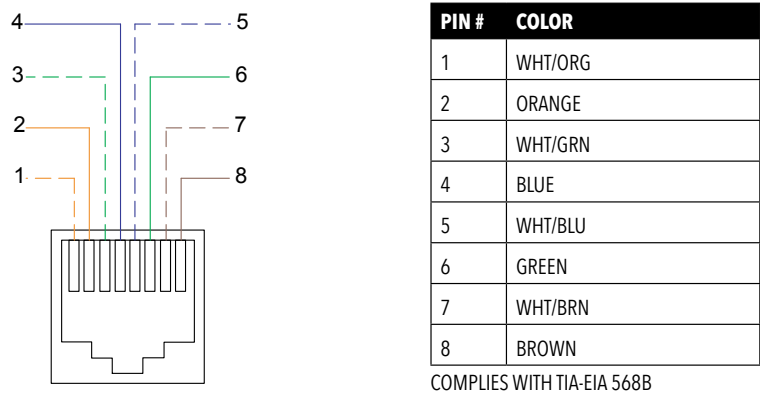 4 5
3 6
2 7
1 8
PIN # COLOR
1 WHT/ORG
2 ORANGE
3 WHT/GRN
4 BLUE
5 WHT/BLU
6 GREEN
7 WHT/BRN
8 BROWN
COMPLIES WITH TIA-EIA 568B